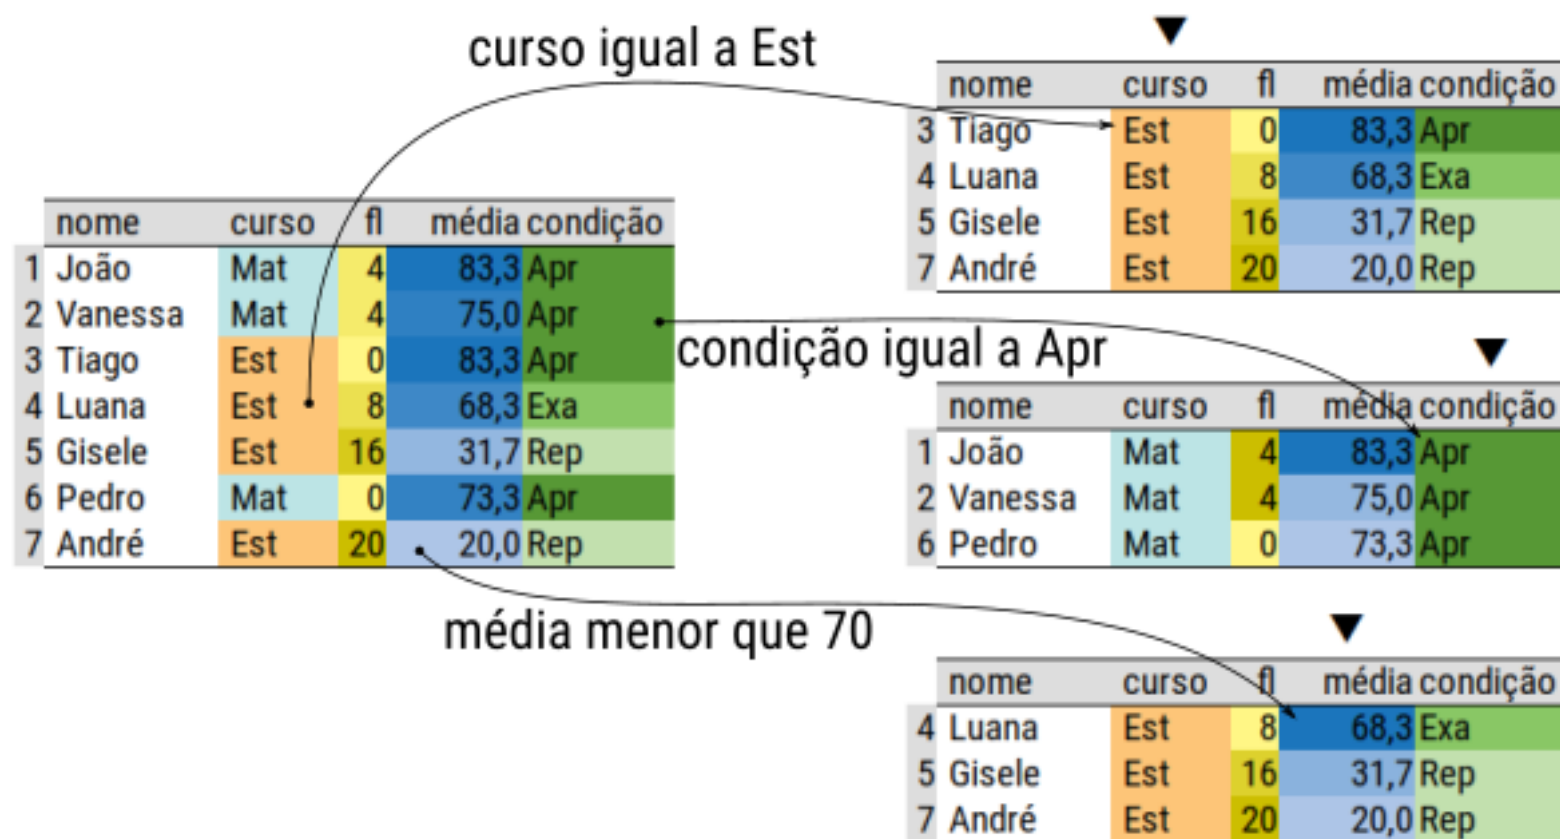 curso igual a Est
nome curso fl média condição
3 Tiago Est 0 83,3 Apr
4 Luana Est 8 68,3 Exa
5 Gisele Est 16 31,7 Rep
7 André Est 20 20,0 Rep
nome curso fl média condição
1 João Mat 4 83,3 Apr
2 Vanessa Mat 4 75,0 Apr
3 Tiago Est 0 83,3 Apr
4 Luana Est 8 68,3 Exa
5 Gisele Est 16 31,7 Rep
6 Pedro Mat 0 73,3 Apr
7 André Est 20 20,0 Rep
condição igual a Apr
nome curso fl média condição
1 João Mat 4 83,3 Apr
2 Vanessa Mat 4 75,0 Apr
6 Pedro Mat 0 73,3 Apr
média menor que 70
nome curso fl média condição
4 Luana Est 8 68,3 Exa
5 Gisele Est 16 31,7 Rep
7 André Est 20 20,0 Rep